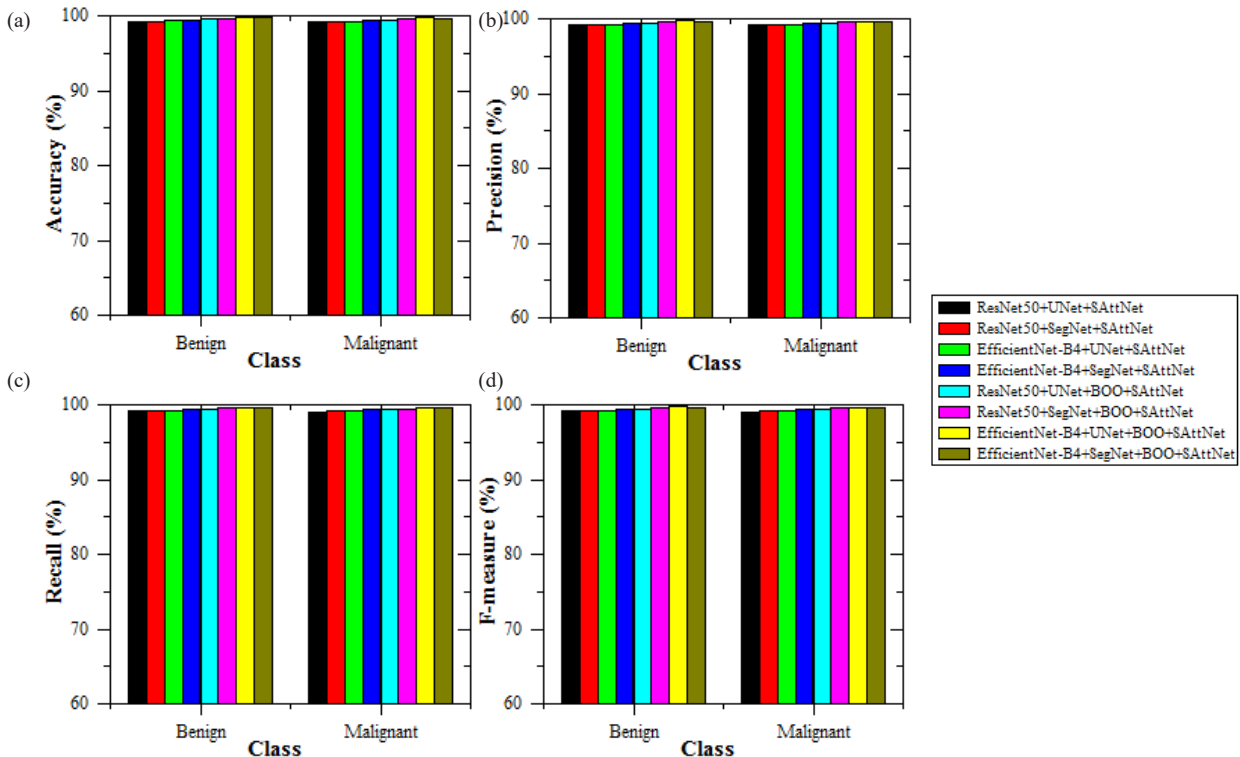 (a)
100
90
80
70
60
Accuracy (%)
Benign
Malignant
Class
(b)
100
90
80
70
60
Precision (%)
Benign
Malignant
Class
ResNet50+UNet+SAttNet
ResNet50+SegNet+SAttNet
EfficientNet-B4+UNet+SAttNet
EfficientNet-B4+SegNet+SAttNet
ResNet50+UNet+BOO+SAttNet
ResNet50+SegNet+BOO+SAttNet
EfficientNet-B4+UNet+BOO+SAttNet
EfficientNet-B4+SegNet+BOO+SAttNet
(c)
100
90
80
70
60
Recall (%)
Benign
Malignant
Class
(d)
100
90
80
70
60
F-measure (%)
Benign
Malignant
Class